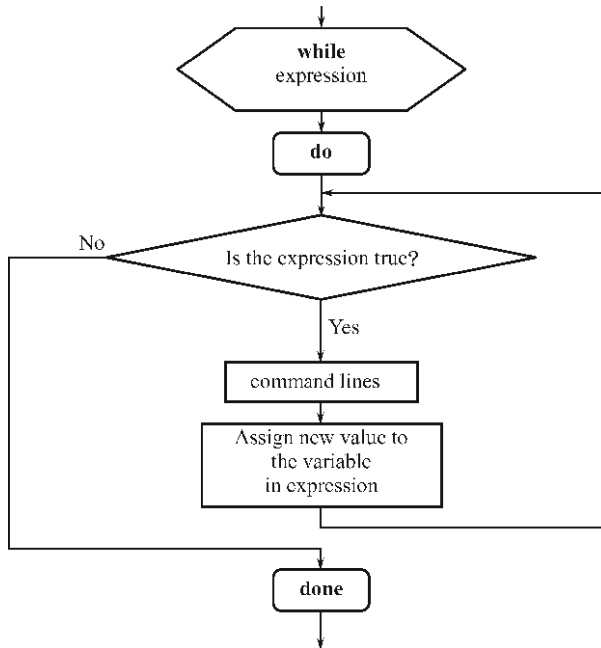 while
expression
do
No
Is the expression true?
Yes
command lines
Assign new value to
the variable
in expression
done